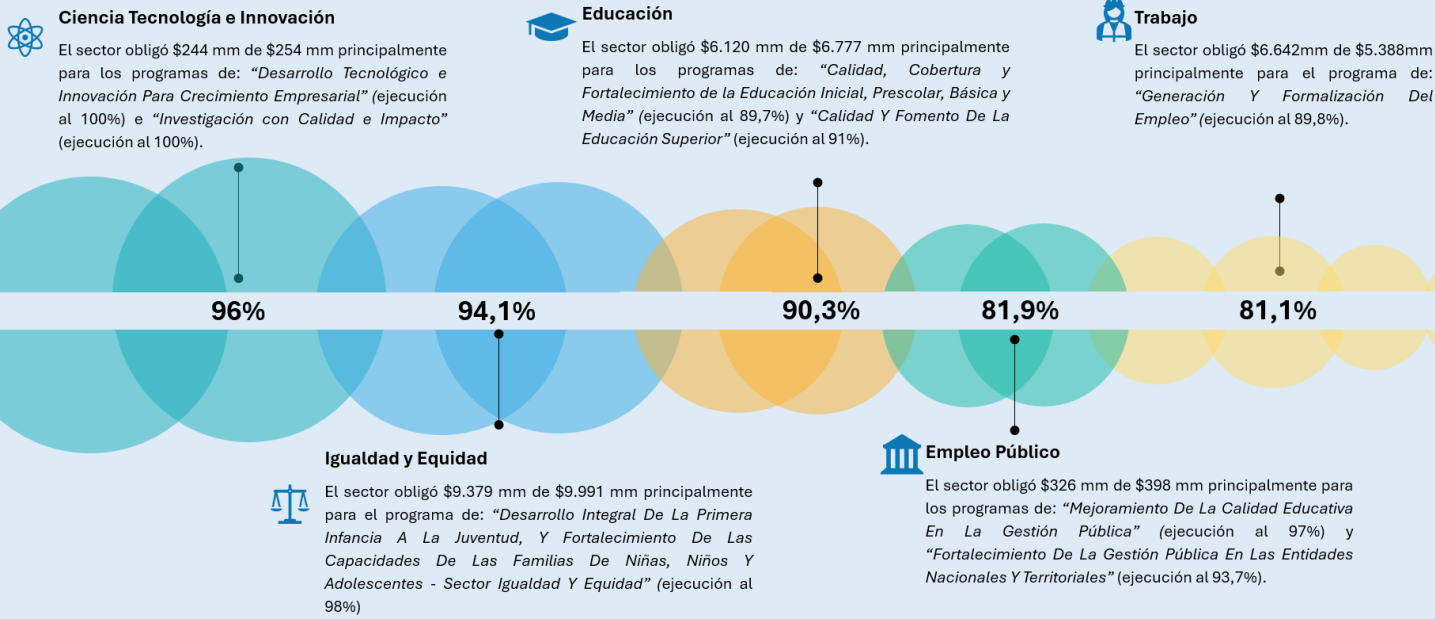 Ciencia Tecnología e Innovación
El sector obligó $244 mm de $254 mm principalmente
para los programas de: “Desarrollo Tecnológico e
Innovación Para Crecimiento Empresarial” (ejecución
al 100%) e “Investigación con Calidad e Impacto”
(ejecución al 100%).
Educación
El sector obligó $6.120 mm de $6.777 mm principalmente
para los programas de: “Calidad, Cobertura y
Fortalecimiento de la Educación Inicial, Prescolar, Básica y
Media” (ejecución al 89,7%) y “Calidad Y Fomento De La
Educación Superior” (ejecución al 91%).
Trabajo
El sector obligó $6.642mm de $5.388mm
principalmente para el programa de:
“Generación Y Formalización Del
Empleo” (ejecución al 89,8%).
96%
94,1%
90,3%
81,9%
81,1%
Igualdad y Equidad
El sector obligó $9.379 mm de $9.991 mm principalmente
para el programa de: “Desarrollo Integral De La Primera
Infancia A La Juventud, Y Fortalecimiento De Las
Capacidades De Las Familias De Niñas, Niños Y
Adolescentes - Sector Igualdad Y Equidad” (ejecución al
98%)
Empleo Público
El sector obligó $326 mm de $398 mm principalmente para
los programas de: “Mejoramiento De La Calidad Educativa
En La Gestión Pública” (ejecución al 97%) y
“Fortalecimiento De La Gestión Pública En Las Entidades
Nacionales Y Territoriales” (ejecución al 93,7%).